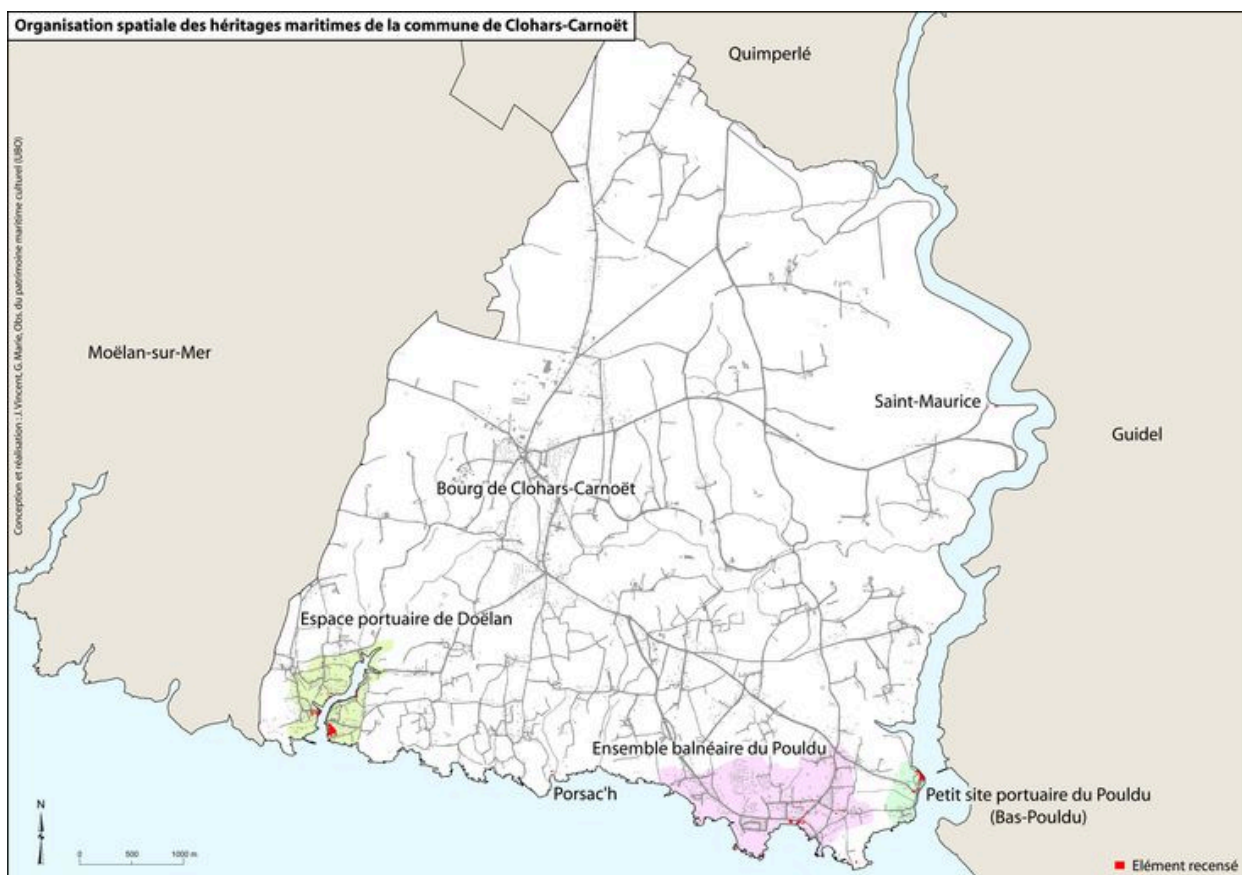 Organisation spatiale des héritages maritimes de la commune de Clohars-Carnoët
Quimperlé
Conception et réalisation : J. Vincent, G. Marie, Obs. du patrimoine maritime culturel (UBO)
Moëlan-sur-Mer
Saint-Maurice
Guidel
Bourg de Clohars-Carnoët
Espace portuaire de Doëlan
Ensemble balnéaire du Pouldu
Porsac'h
Petit site portuaire du Pouldu
(Bas-Pouldu)
N
0 500 1000 m
Elément recensé